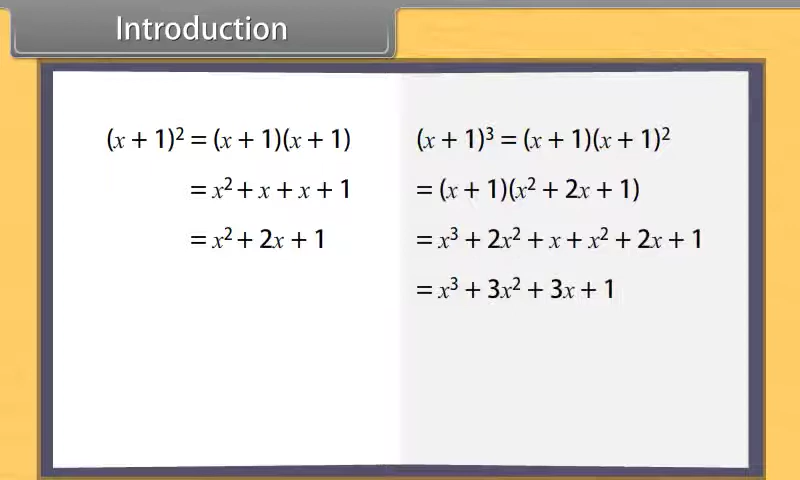 Introduction
(x + 1)² = (x + 1)(x + 1)
= x² + x + x + 1
= x² + 2x + 1
(x + 1)³ = (x + 1)(x + 1)²
= (x + 1)(x² + 2x + 1)
= x³ + 2x² + x + x² + 2x + 1
= x³ + 3x² + 3x + 1